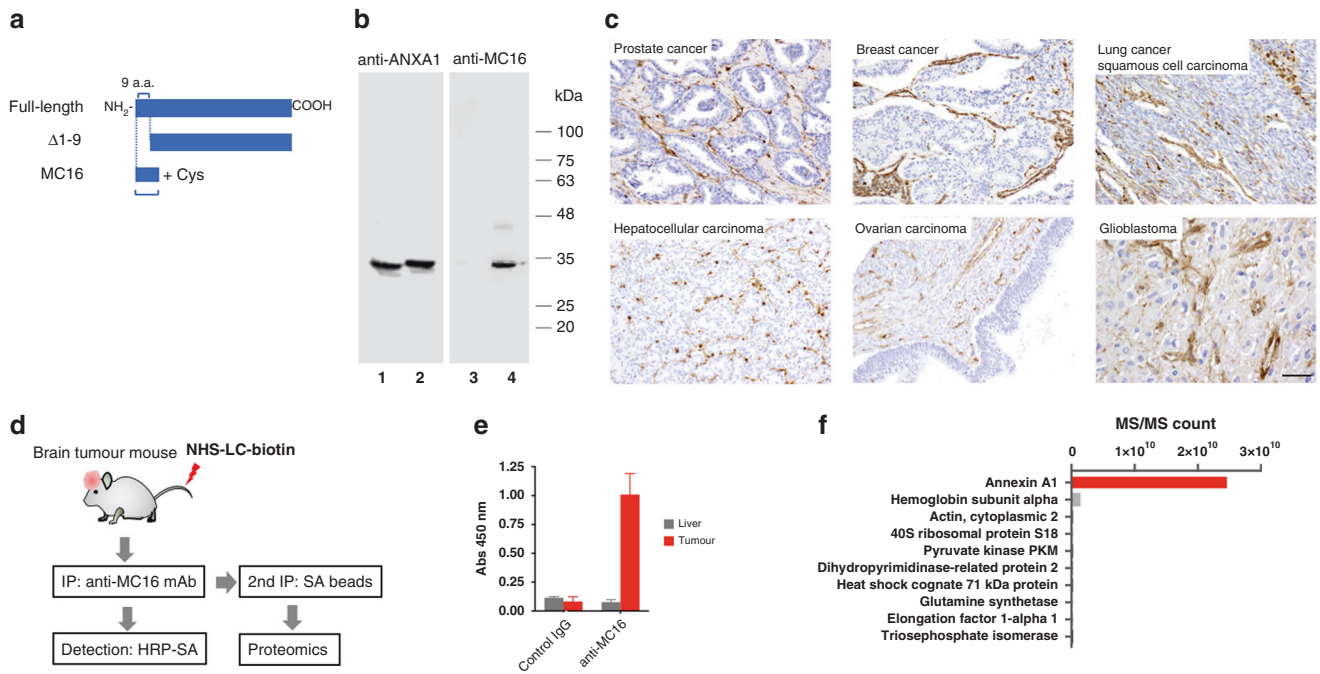 a
9 a.a.
Full-length NH2- COOH
Δ1-9
MC16 + Cys
b
anti-ANXA1 anti-MC16
kDa
100
75
63
48
35
25
20
1 2 3 4
c
Prostate cancer
Breast cancer
Lung cancer
squamous cell carcinoma
Hepatocellular carcinoma
Ovarian carcinoma
Glioblastoma
d
Brain tumour mouse NHS-LC-biotin
IP: anti-MC16 mAb
2nd IP: SA beads
Detection: HRP-SA
Proteomics
e
Abs 450 nm
1.25
1.00
0.75
0.50
0.25
0.00
Control IgG
anti-MC16
Liver
Tumour
f
MS/MS count
0 1×10^10 2×10^10 3×10^10
Annexin A1
Hemoglobin subunit alpha
Actin, cytoplasmic 2
40S ribosomal protein S18
Pyruvate kinase PKM
Dihydropyrimidinase-related protein 2
Heat shock cognate 71 kDa protein
Glutamine synthetase
Elongation factor 1-alpha 1
Triosephosphate isomerase